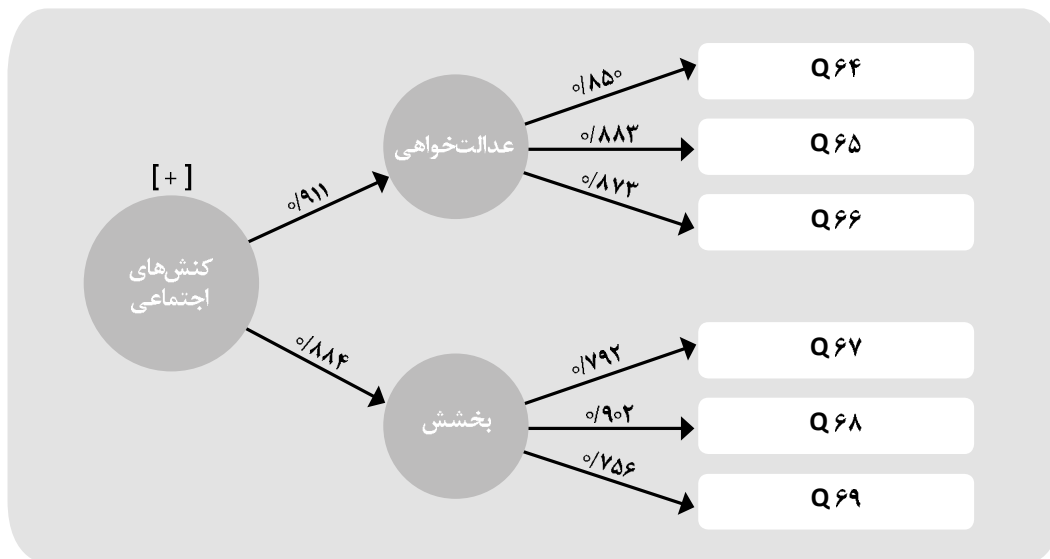 [+]
کنش‌های
اجتماعی
۰/۹۱۱
۰/۸۸۴
عدالت‌خواهی
۰/۸۵۰
Q۶۴
۰/۸۸۳
Q۶۵
۰/۸۷۳
Q۶۶
بخشش
۰/۷۹۲
Q۶۷
۰/۹۰۲
Q۶۸
۰/۷۵۶
Q۶۹